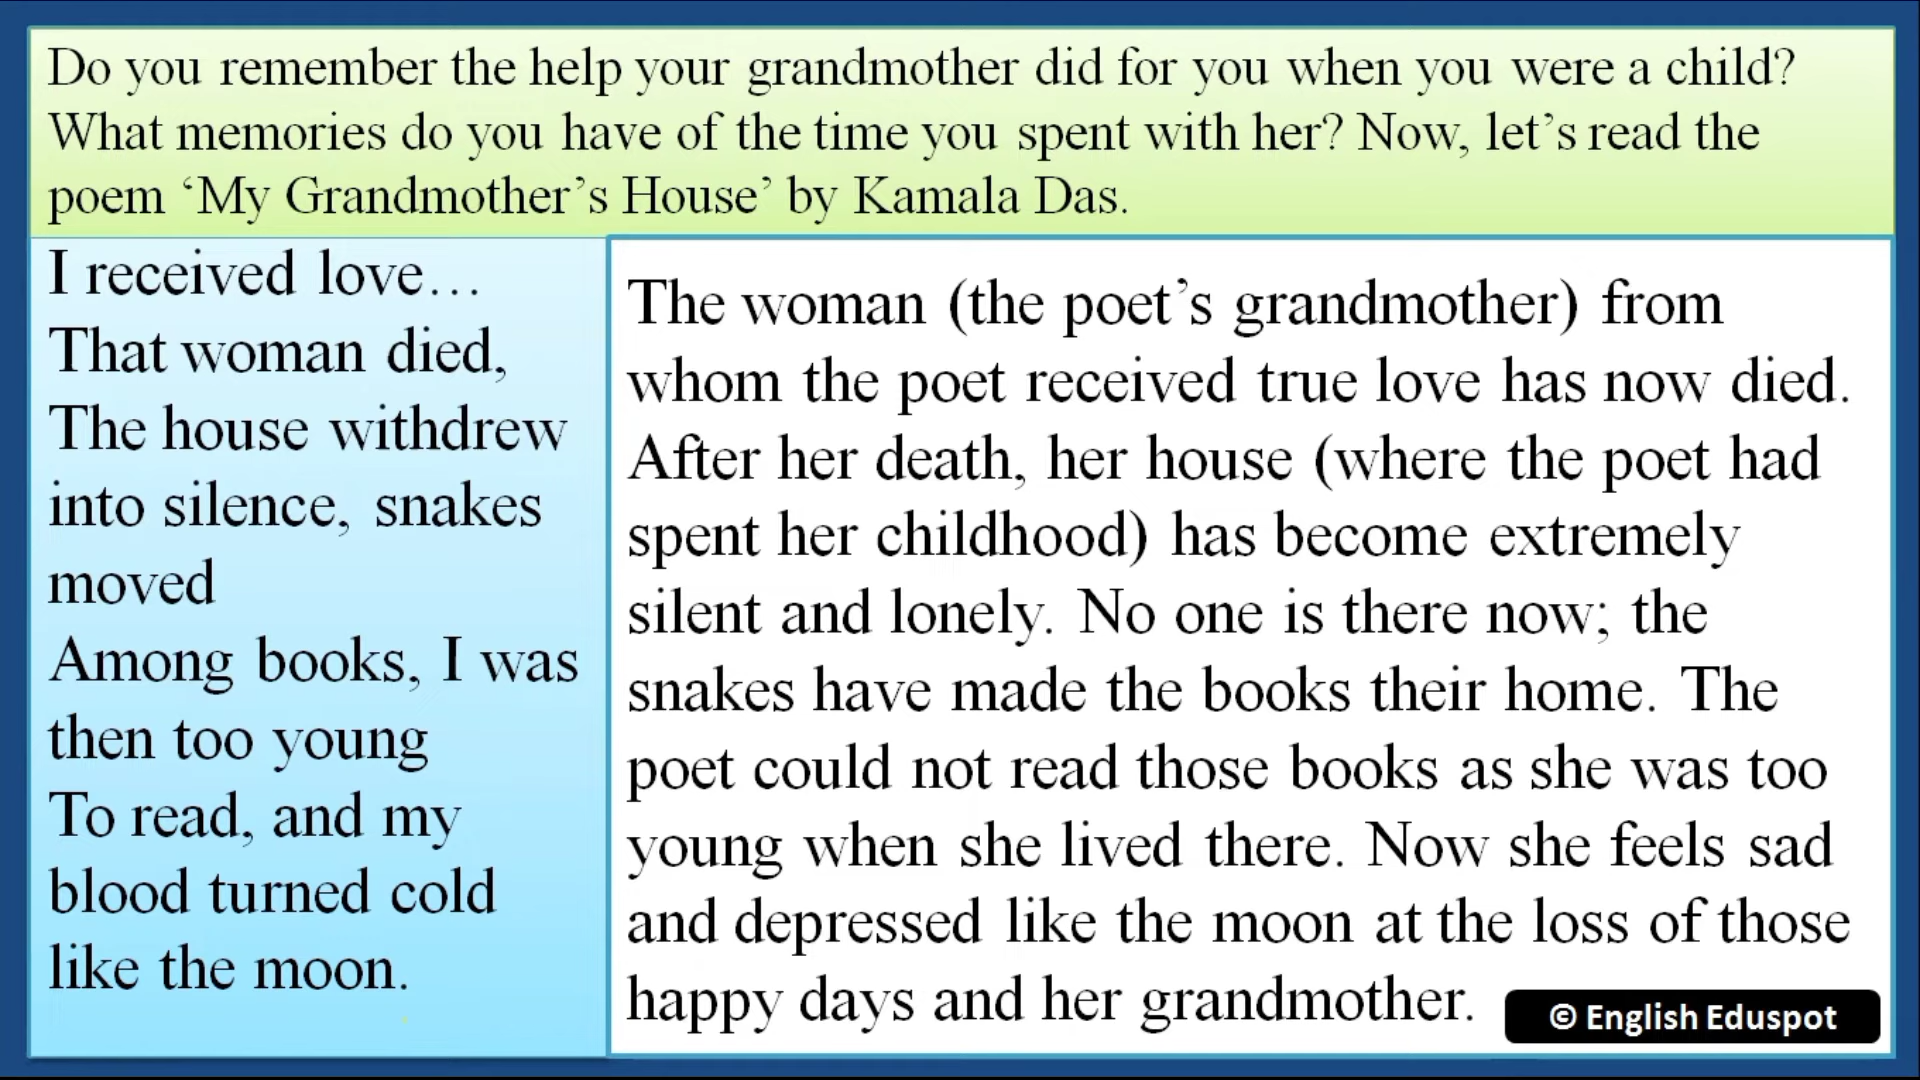 Do you remember the help your grandmother did for you when you were a child?
What memories do you have of the time you spent with her? Now, let’s read the
poem ‘My Grandmother’s House’ by Kamala Das.
I received love…
That woman died,
The house withdrew
into silence, snakes
moved
Among books, I was
then too young
To read, and my
blood turned cold
like the moon.
The woman (the poet’s grandmother) from
whom the poet received true love has now died.
After her death, her house (where the poet had
spent her childhood) has become extremely
silent and lonely. No one is there now; the
snakes have made the books their home. The
poet could not read those books as she was too
young when she lived there. Now she feels sad
and depressed like the moon at the loss of those
happy days and her grandmother.
© English Eduspot